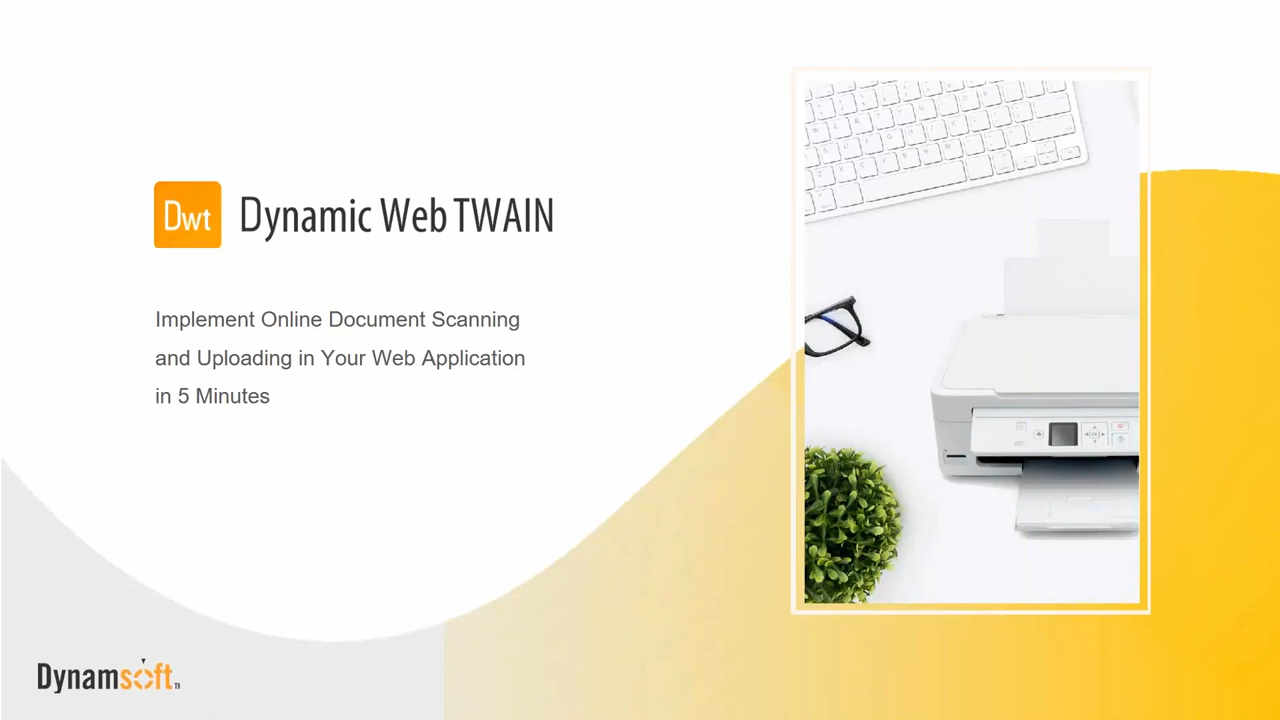 Dwt Dynamic Web TWAIN
Implement Online Document Scanning
and Uploading in Your Web Application
in 5 Minutes
Dynamsoft